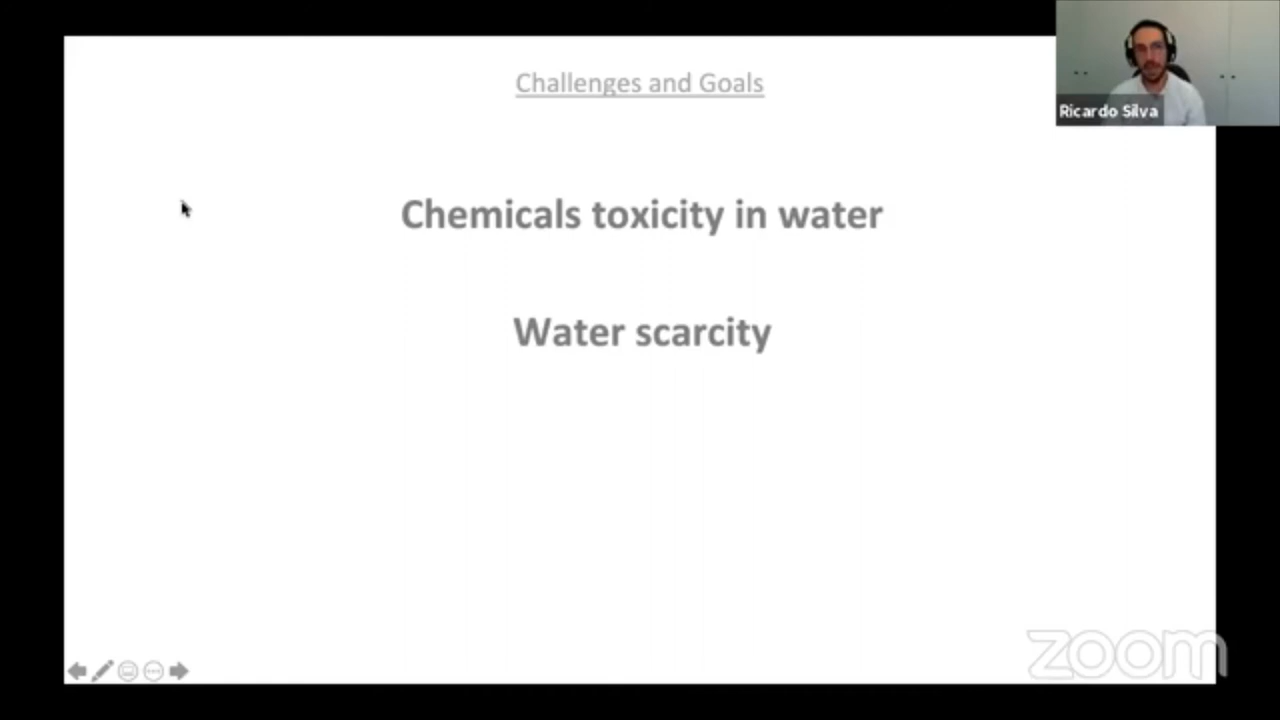 Challenges and Goals
Ricardo Silva
Chemicals toxicity in water
Water scarcity
zoom